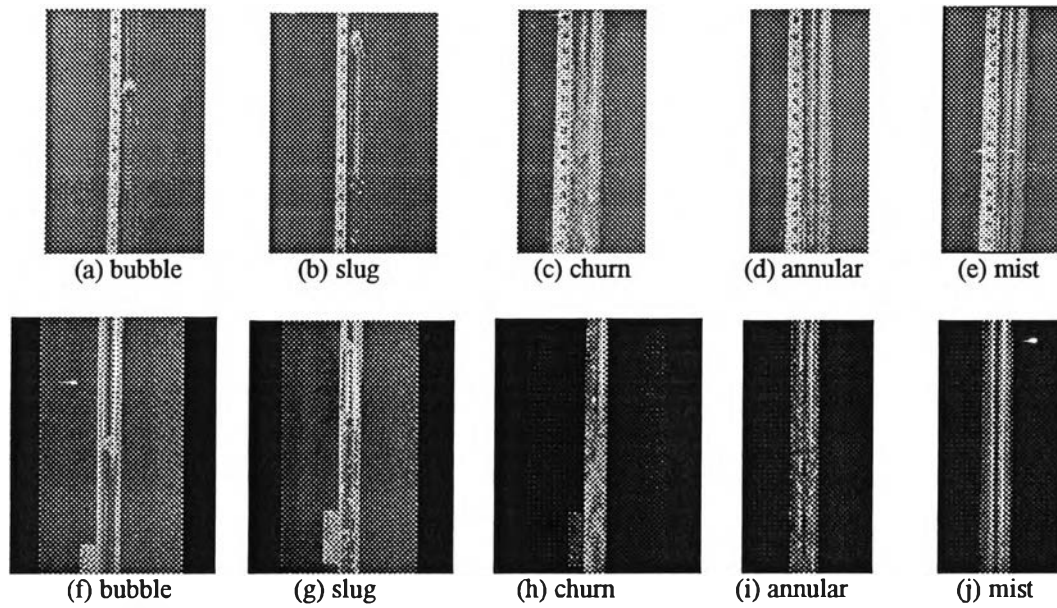 (a) bubble (b) slug (c) churn (d) annular (e) mist
(f) bubble (g) slug (h) churn (i) annular (j) mist